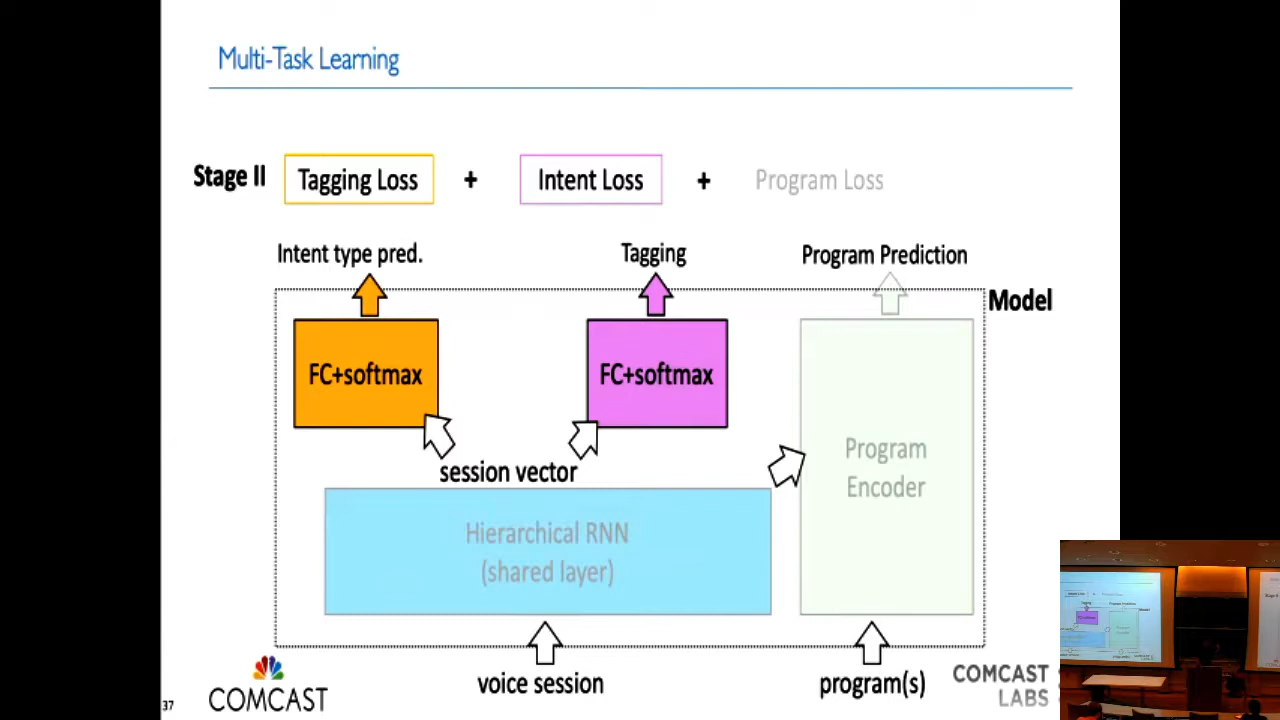 Multi-Task Learning
Stage II
Tagging Loss
+
Intent Loss
+
Program Loss
Intent type pred.
Tagging
Program Prediction
Model
FC+softmax
FC+softmax
session vector
Program
Encoder
Hierarchical RNN
(shared layer)
voice session
program(s)
37
COMCAST
COMCAST
LABS